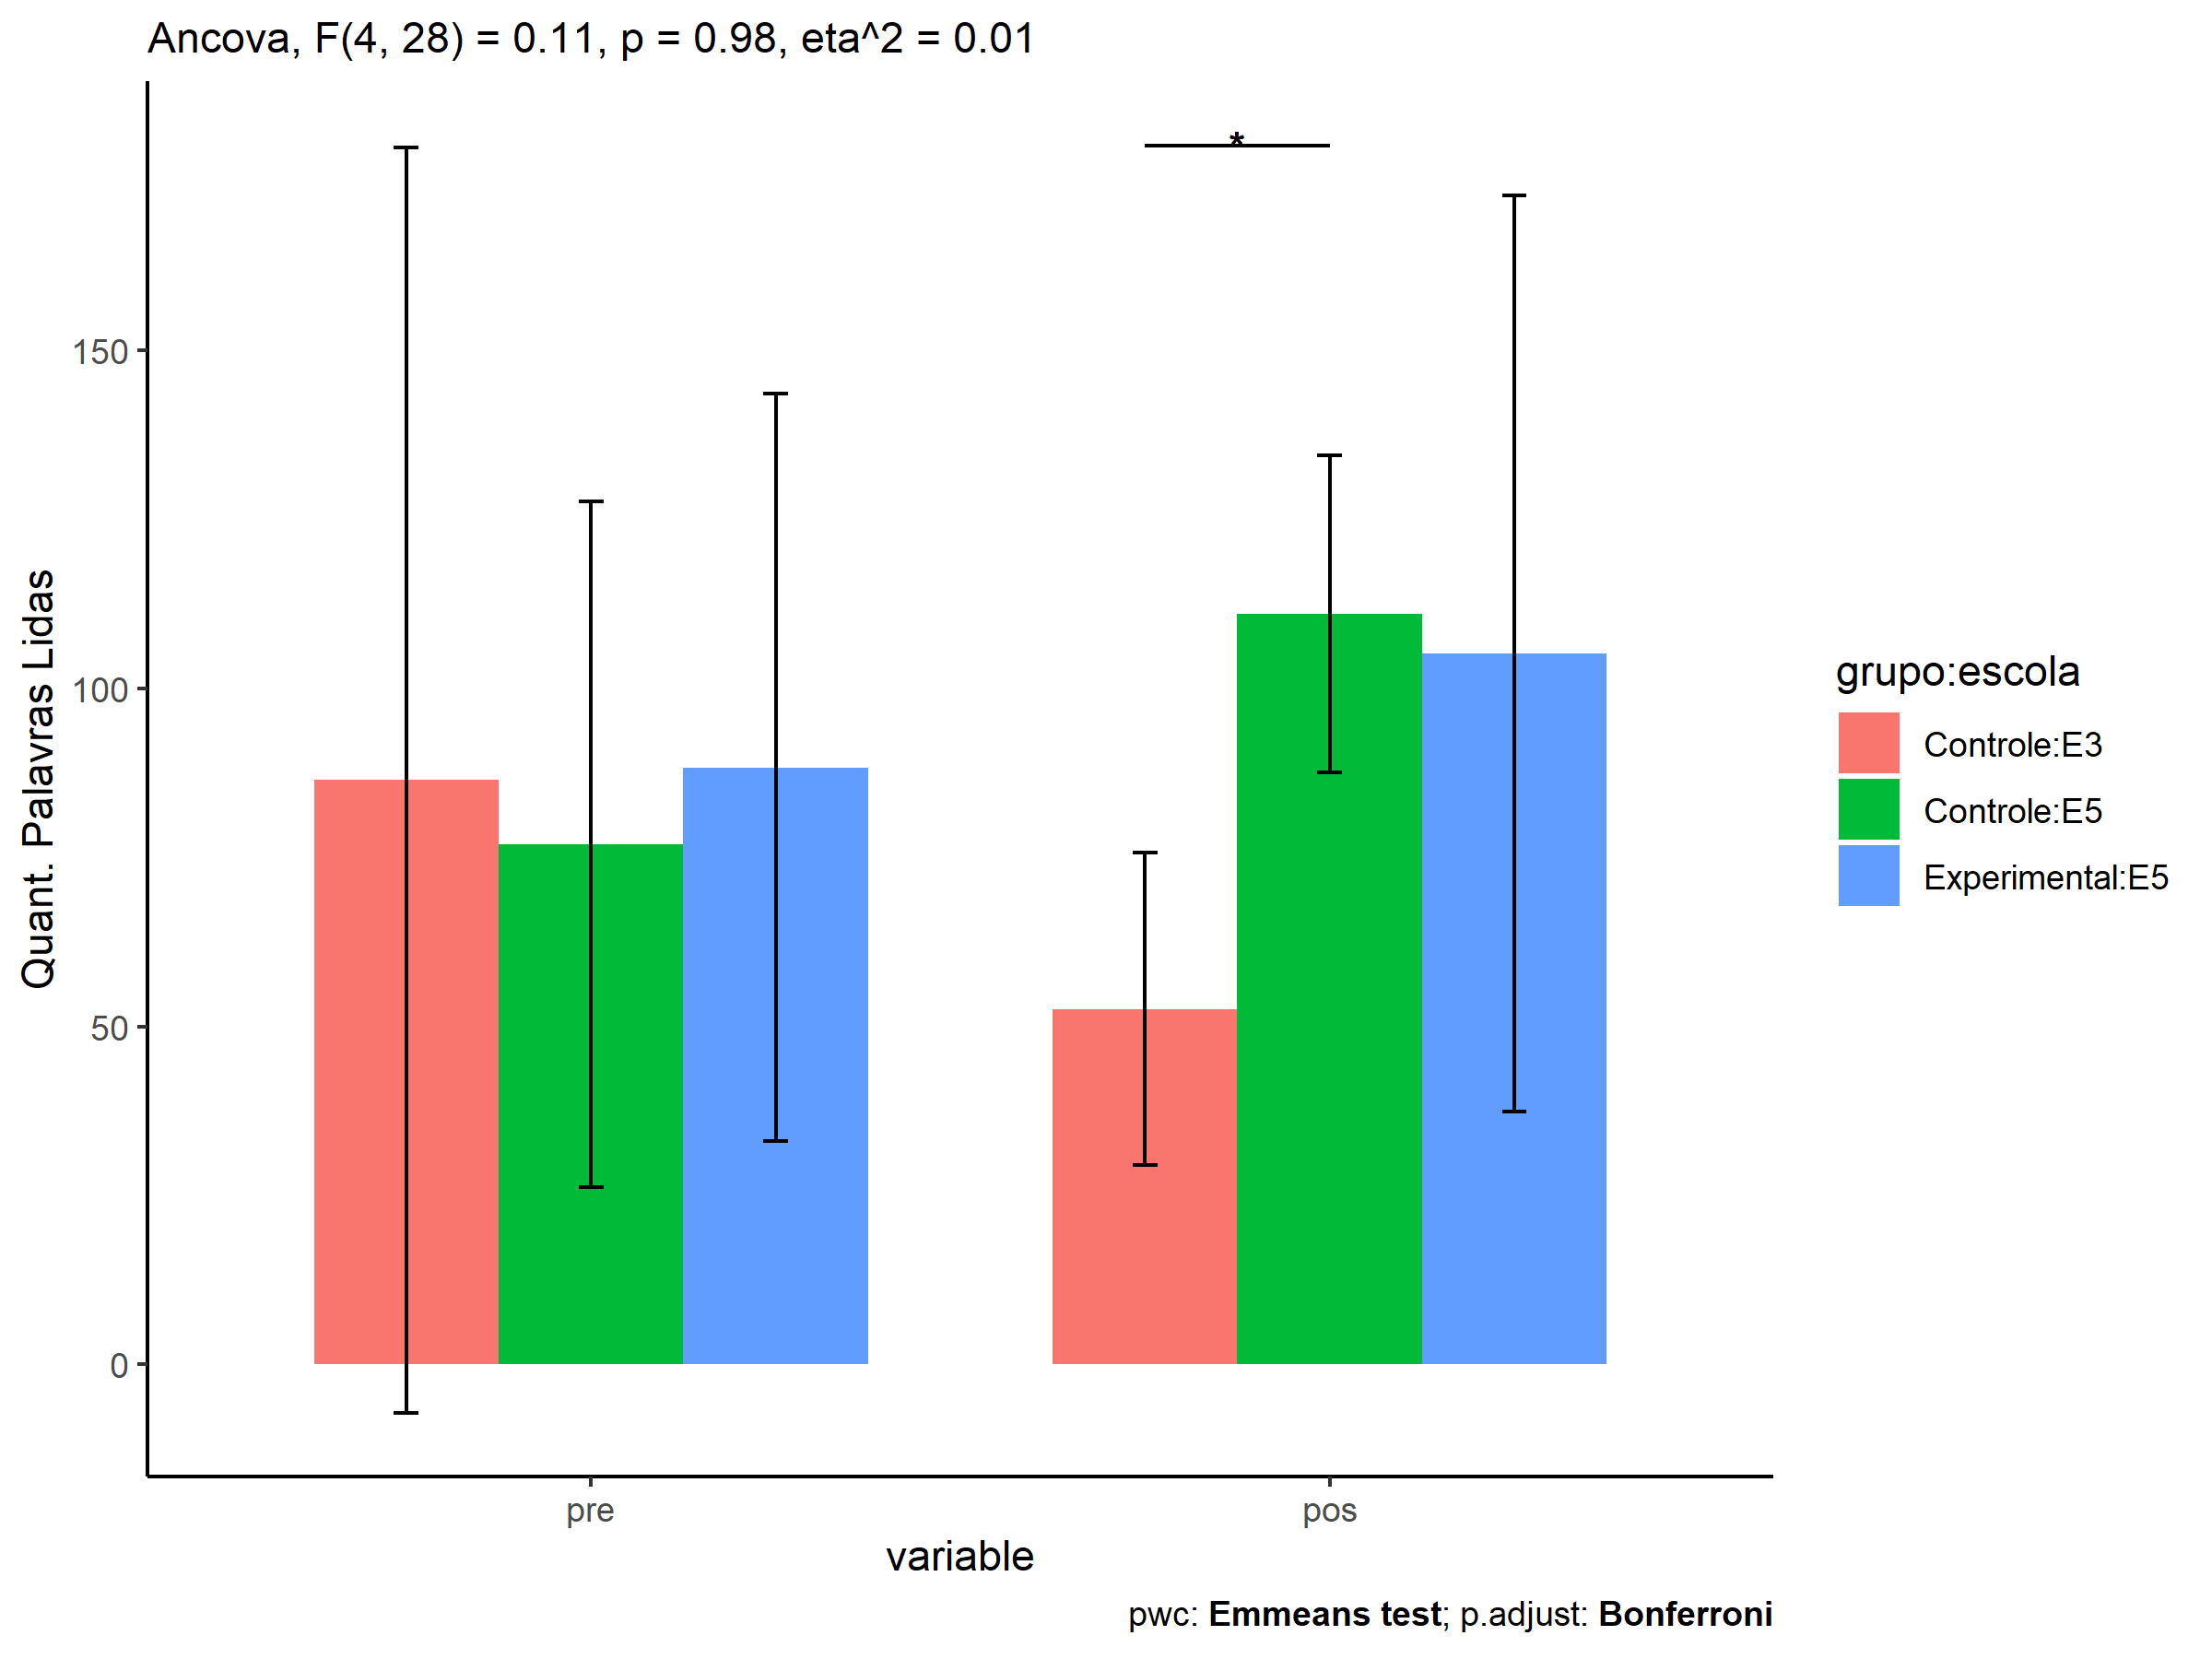 Ancova, F(4, 28) = 0.11, p = 0.98, eta^2 = 0.01
*
150
100
50
0
Quant. Palavras Lidas
pre
pos
variable
grupo:escola
Controle:E3
Controle:E5
Experimental:E5
pwc: Emmeans test; p.adjust: Bonferroni